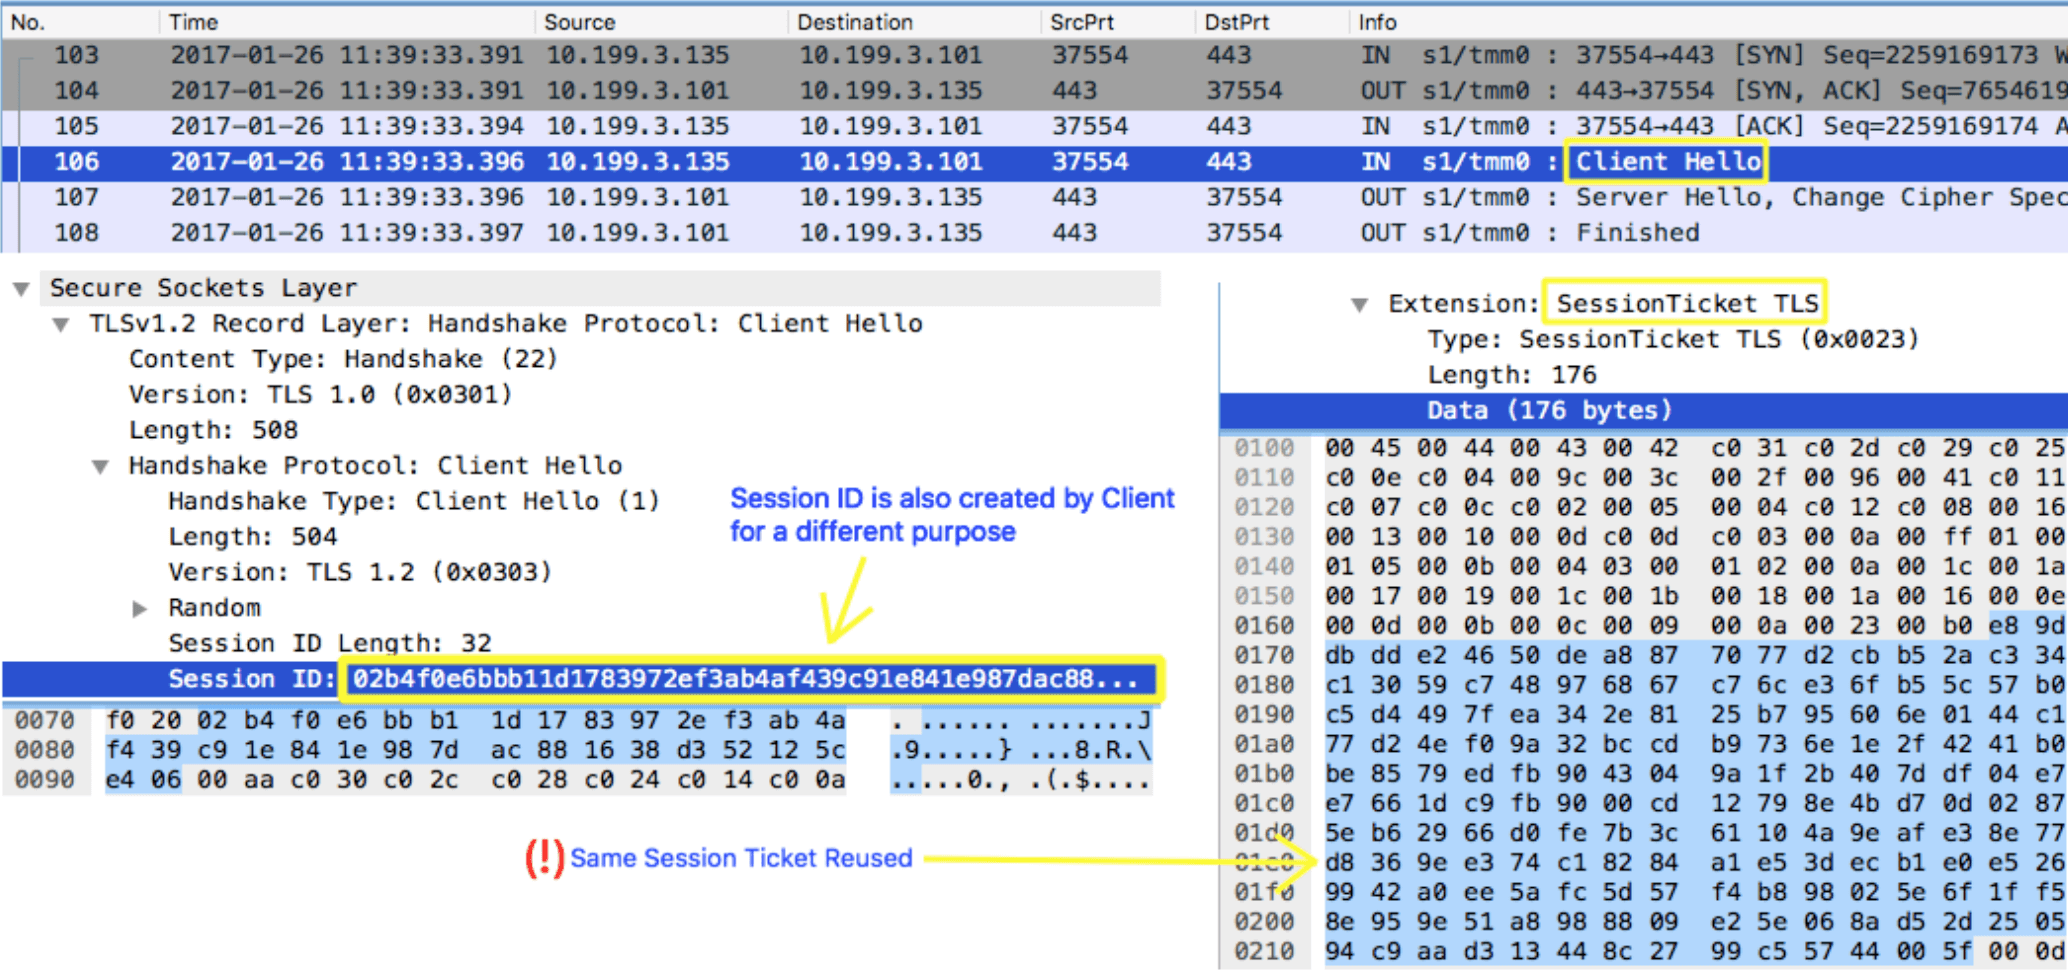 No. Time Source Destination SrcPrt DstPrt Info
103 2017-01-26 11:39:33.391 10.199.3.135 10.199.3.101 37554 443 IN s1/tmm0 : 37554→443 [SYN] Seq=2259169173 W
104 2017-01-26 11:39:33.391 10.199.3.101 10.199.3.135 443 37554 OUT s1/tmm0 : 443→37554 [SYN, ACK] Seq=7654619
105 2017-01-26 11:39:33.394 10.199.3.135 10.199.3.101 37554 443 IN s1/tmm0 : 37554→443 [ACK] Seq=2259169174 A
106 2017-01-26 11:39:33.396 10.199.3.135 10.199.3.101 37554 443 IN s1/tmm0 : Client Hello
107 2017-01-26 11:39:33.396 10.199.3.101 10.199.3.135 443 37554 OUT s1/tmm0 : Server Hello, Change Cipher Spec
108 2017-01-26 11:39:33.397 10.199.3.101 10.199.3.135 443 37554 OUT s1/tmm0 : Finished
Secure Sockets Layer
TLSv1.2 Record Layer: Handshake Protocol: Client Hello
Content Type: Handshake (22)
Version: TLS 1.0 (0x0301)
Length: 508
Handshake Protocol: Client Hello
Handshake Type: Client Hello (1)
Length: 504
Version: TLS 1.2 (0x0303)
Random
Session ID Length: 32
Session ID: 02b4f0e6bbb11d1783972ef3ab4af439c91e841e987dac88...
0070 f0 20 02 b4 f0 e6 bb b1 1d 17 83 97 2e f3 ab 4a . ...... .......J
0080 f4 39 c9 1e 84 1e 98 7d ac 88 16 38 d3 52 12 5c .9.....} ...8.R.\
0090 e4 06 00 aa c0 30 c0 2c c0 28 c0 24 c0 14 c0 0a .....0., .(.$....
Session ID is also created by Client
for a different purpose
(!) Same Session Ticket Reused
Extension: SessionTicket TLS
Type: SessionTicket TLS (0x0023)
Length: 176
Data (176 bytes)
0100 00 45 00 44 00 43 00 42 c0 31 c0 2d c0 29 c0 25
0110 c0 0e c0 04 00 9c 00 3c 00 2f 00 96 00 41 c0 11
0120 c0 07 c0 0c c0 02 00 05 00 04 c0 12 c0 08 00 16
0130 00 13 00 10 00 0d c0 0d c0 03 00 0a 00 ff 01 00
0140 01 05 00 0b 00 04 03 00 01 02 00 0a 00 1c 00 1a
0150 00 17 00 19 00 1c 00 1b 00 18 00 1a 00 16 00 0e
0160 00 0d 00 0b 00 0c 00 09 00 0a 00 23 00 b0 e8 9d
0170 db dd e2 46 50 de a8 87 70 77 d2 cb b5 2a c3 34
0180 c1 30 59 c7 48 97 68 67 c7 6c e3 6f b5 5c 57 b0
0190 c5 d4 49 7f ea 34 2e 81 25 b7 95 60 6e 01 44 c1
01a0 77 d2 4e f0 9a 32 bc cd b9 73 6e 1e 2f 42 41 b0
01b0 be 85 79 ed fb 90 43 04 9a 1f 2b 40 7d df 04 e7
01c0 e7 66 1d c9 fb 90 00 cd 12 79 8e 4b d7 0d 02 87
01d0 5e b6 29 66 d0 fe 7b 3c 61 10 4a 9e af e3 8e 77
01e0 d8 36 9e e3 74 c1 82 84 a1 e5 3d ec b1 e0 e5 26
01f0 99 42 a0 ee 5a fc 5d 57 f4 b8 98 02 5e 6f 1f f5
0200 8e 95 9e 51 a8 98 88 09 e2 5e 06 8a d5 2d 25 05
0210 94 c9 aa d3 13 44 8c 27 99 c5 57 44 00 5f 00 0d